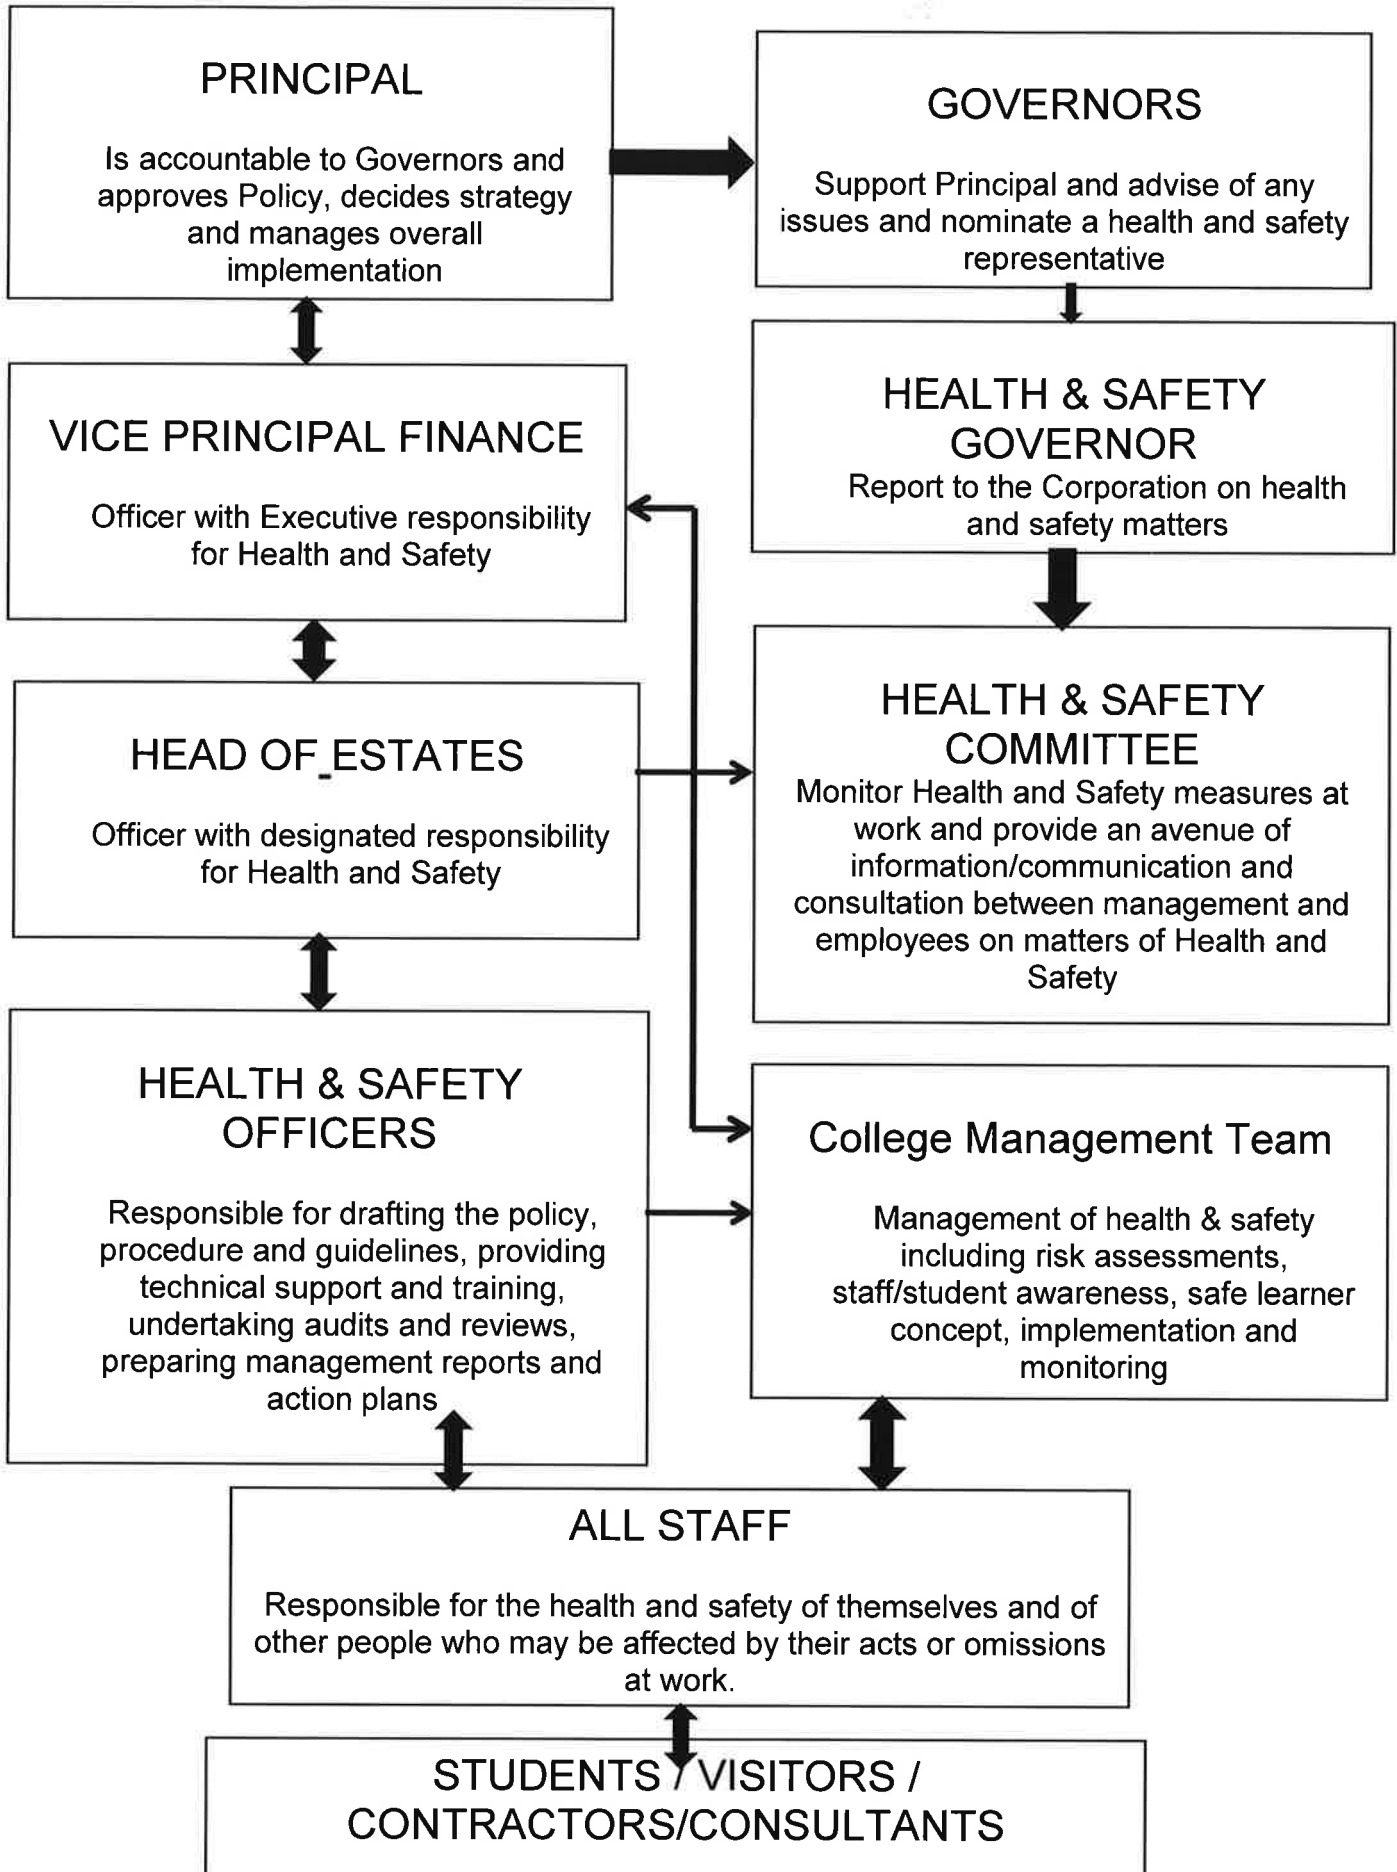 PRINCIPAL
Is accountable to Governors and
approves Policy, decides strategy
and manages overall
implementation
GOVERNORS
Support Principal and advise of any
issues and nominate a health and safety
representative
VICE PRINCIPAL FINANCE
Officer with Executive responsibility
for Health and Safety
HEALTH & SAFETY
GOVERNOR
Report to the Corporation on health
and safety matters
HEAD OF ESTATES
Officer with designated responsibility
for Health and Safety
HEALTH & SAFETY
COMMITTEE
Monitor Health and Safety measures at
work and provide an avenue of
information/communication and
consultation between management and
employees on matters of Health and
Safety
HEALTH & SAFETY
OFFICERS
Responsible for drafting the policy,
procedure and guidelines, providing
technical support and training,
undertaking audits and reviews,
preparing management reports and
action plans
College Management Team
Management of health & safety
including risk assessments,
staff/student awareness, safe learner
concept, implementation and
monitoring
ALL STAFF
Responsible for the health and safety of themselves and of
other people who may be affected by their acts or omissions
at work.
STUDENTS / VISITORS /
CONTRACTORS/CONSULTANTS